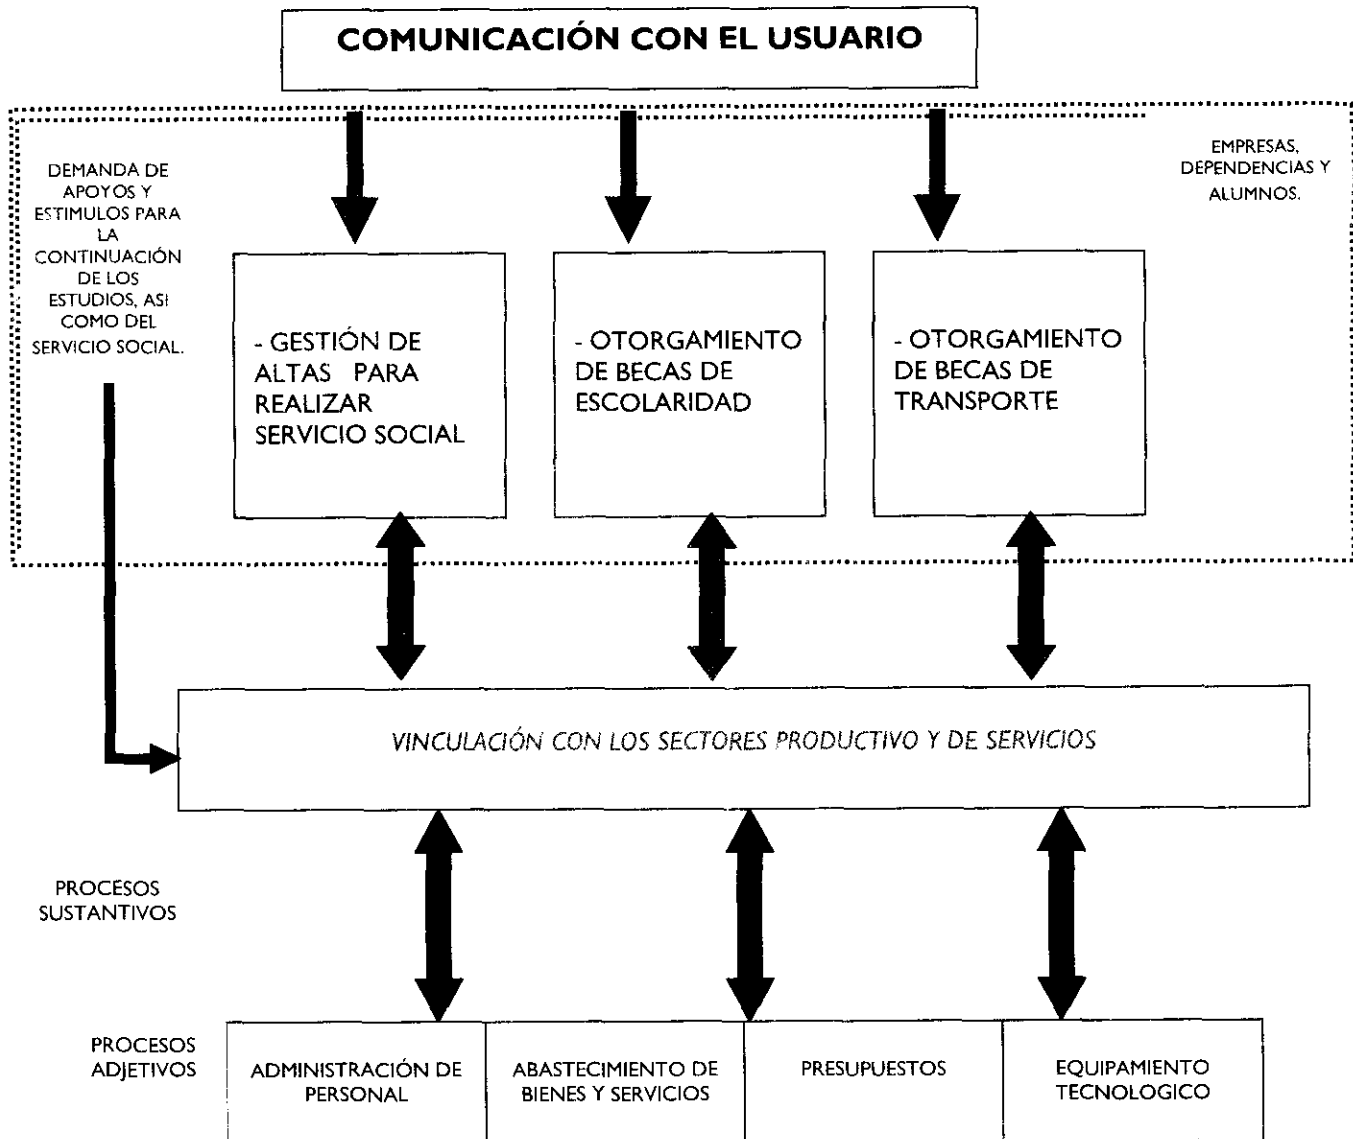 COMUNICACIÓN CON EL USUARIO
DEMANDA DE
APOYOS Y
ESTIMULOS PARA
LA
CONTINUACIÓN
DE LOS
ESTUDIOS, ASI
COMO DEL
SERVICIO SOCIAL.
EMPRESAS,
DEPENDENCIAS Y
ALUMNOS.
- GESTIÓN DE
ALTAS PARA
REALIZAR
SERVICIO SOCIAL
- OTORGAMIENTO
DE BECAS DE
ESCOLARIDAD
- OTORGAMIENTO
DE BECAS DE
TRANSPORTE
VINCULACIÓN CON LOS SECTORES PRODUCTIVO Y DE SERVICIOS
PROCESOS
SUSTANTIVOS
PROCESOS
ADJETIVOS
ADMINISTRACIÓN DE
PERSONAL
ABASTECIMIENTO DE
BIENES Y SERVICIOS
PRESUPUESTOS
EQUIPAMIENTO
TECNOLOGICO